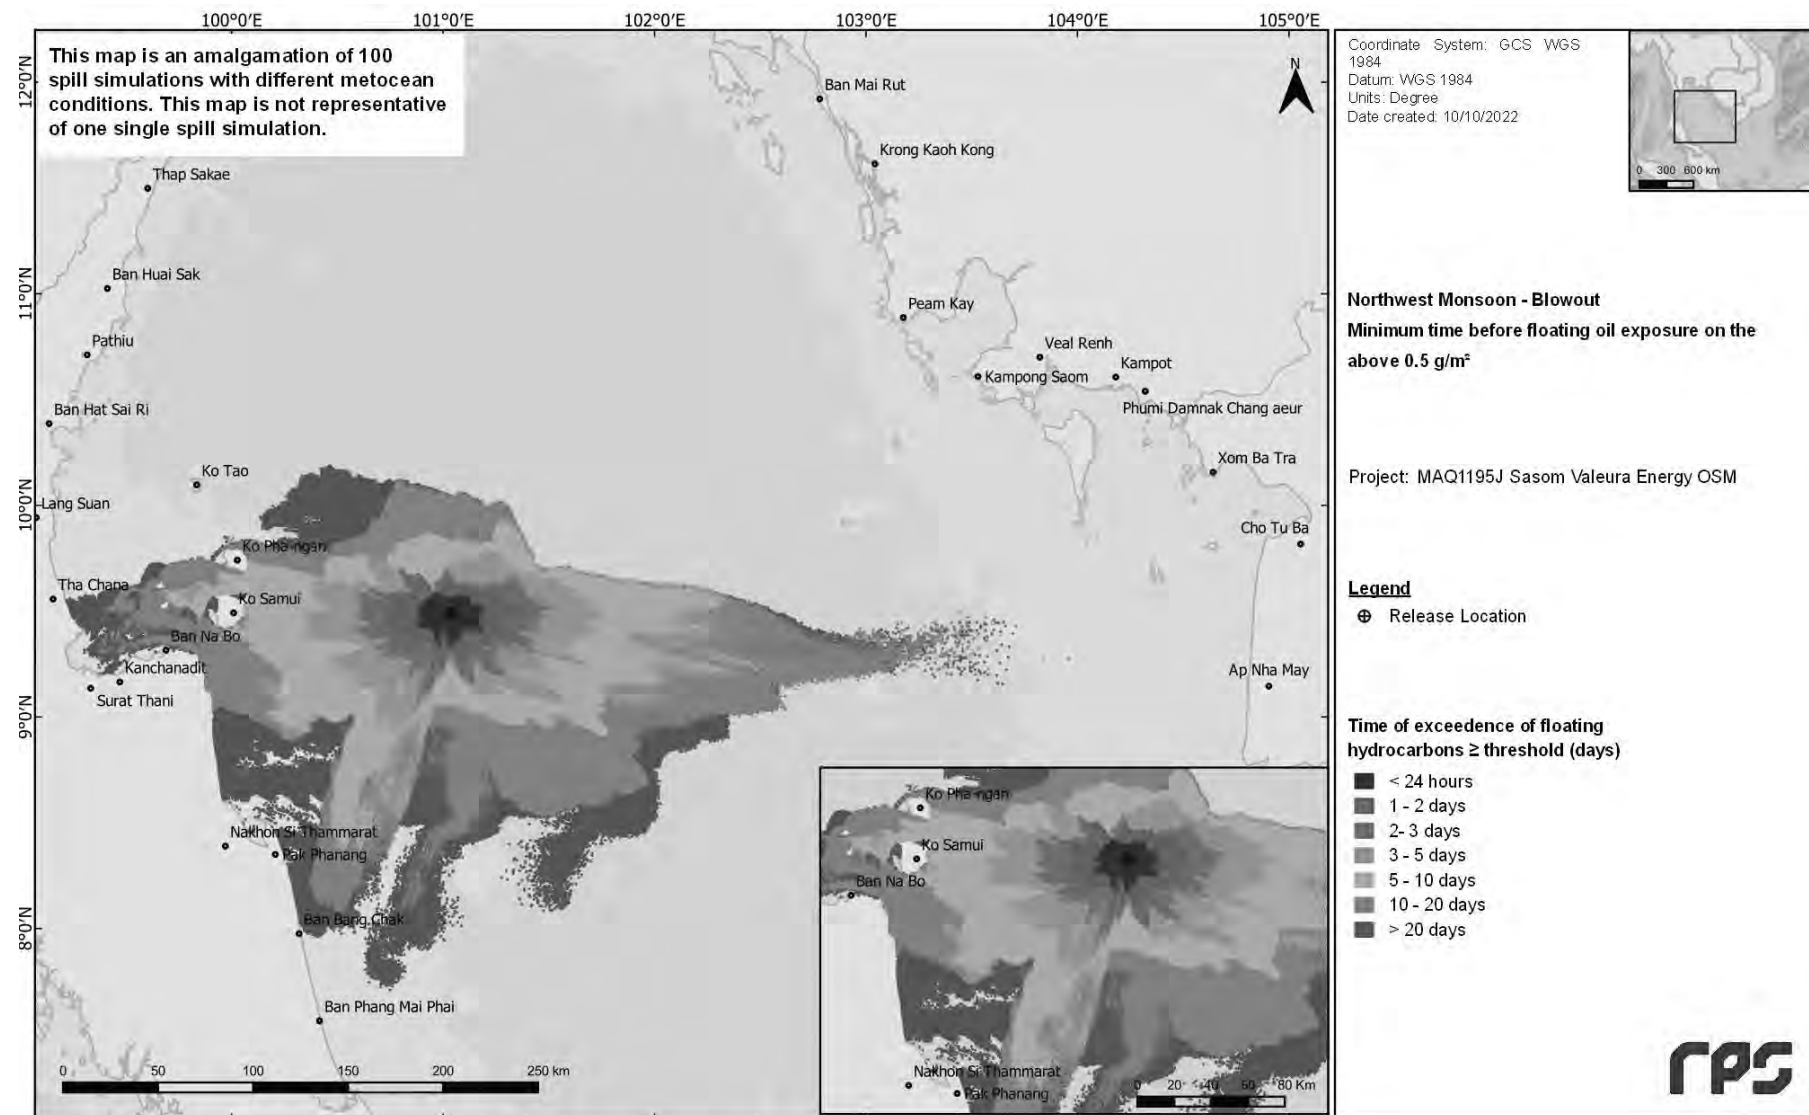 100°0'E 101°0'E 102°0'E 103°0'E 104°0'E 105°0'E
12°0'N
11°0'N
10°0'N
9°0'N
8°0'N
This map is an amalgamation of 100
spill simulations with different metocean
conditions. This map is not representative
of one single spill simulation.
N
Ban Mai Rut
Krong Kaoh Kong
Thap Sakae
Ban Huai Sak
Peam Kay
Pathiu
Veal Renh
Kampot
Kampong Saom
Ban Hat Sai Ri
Phumi Damnak Chang aeur
Xom Ba Tra
Ko Tao
Lang Suan
Cho Tu Ba
Ko Pha-ngan
Tha Chana
Ko Samui
Ban Na Bo
Kanchanadit
Ap Nha May
Surat Thani
Nakhon Si Thammarat
Pak Phanang
Ban Bang Chak
Ban Phang Mai Phai
0 50 100 150 200 250 km
Ko Pha-ngan
Ko Samui
Ban Na Bo
Nakhon Si Thammarat
Pak Phanang
0 20 40 60 80 Km
Coordinate System: GCS WGS
1984
Datum: WGS 1984
Units: Degree
Date created: 10/10/2022
0 300 600 km
Northwest Monsoon - Blowout
Minimum time before floating oil exposure on the
above 0.5 g/m²
Project: MAQ1195J Sasom Valeura Energy OSM
Legend
Release Location
Time of exceedence of floating
hydrocarbons ≥ threshold (days)
< 24 hours
1 - 2 days
2- 3 days
3 - 5 days
5 - 10 days
10 - 20 days
> 20 days
rps